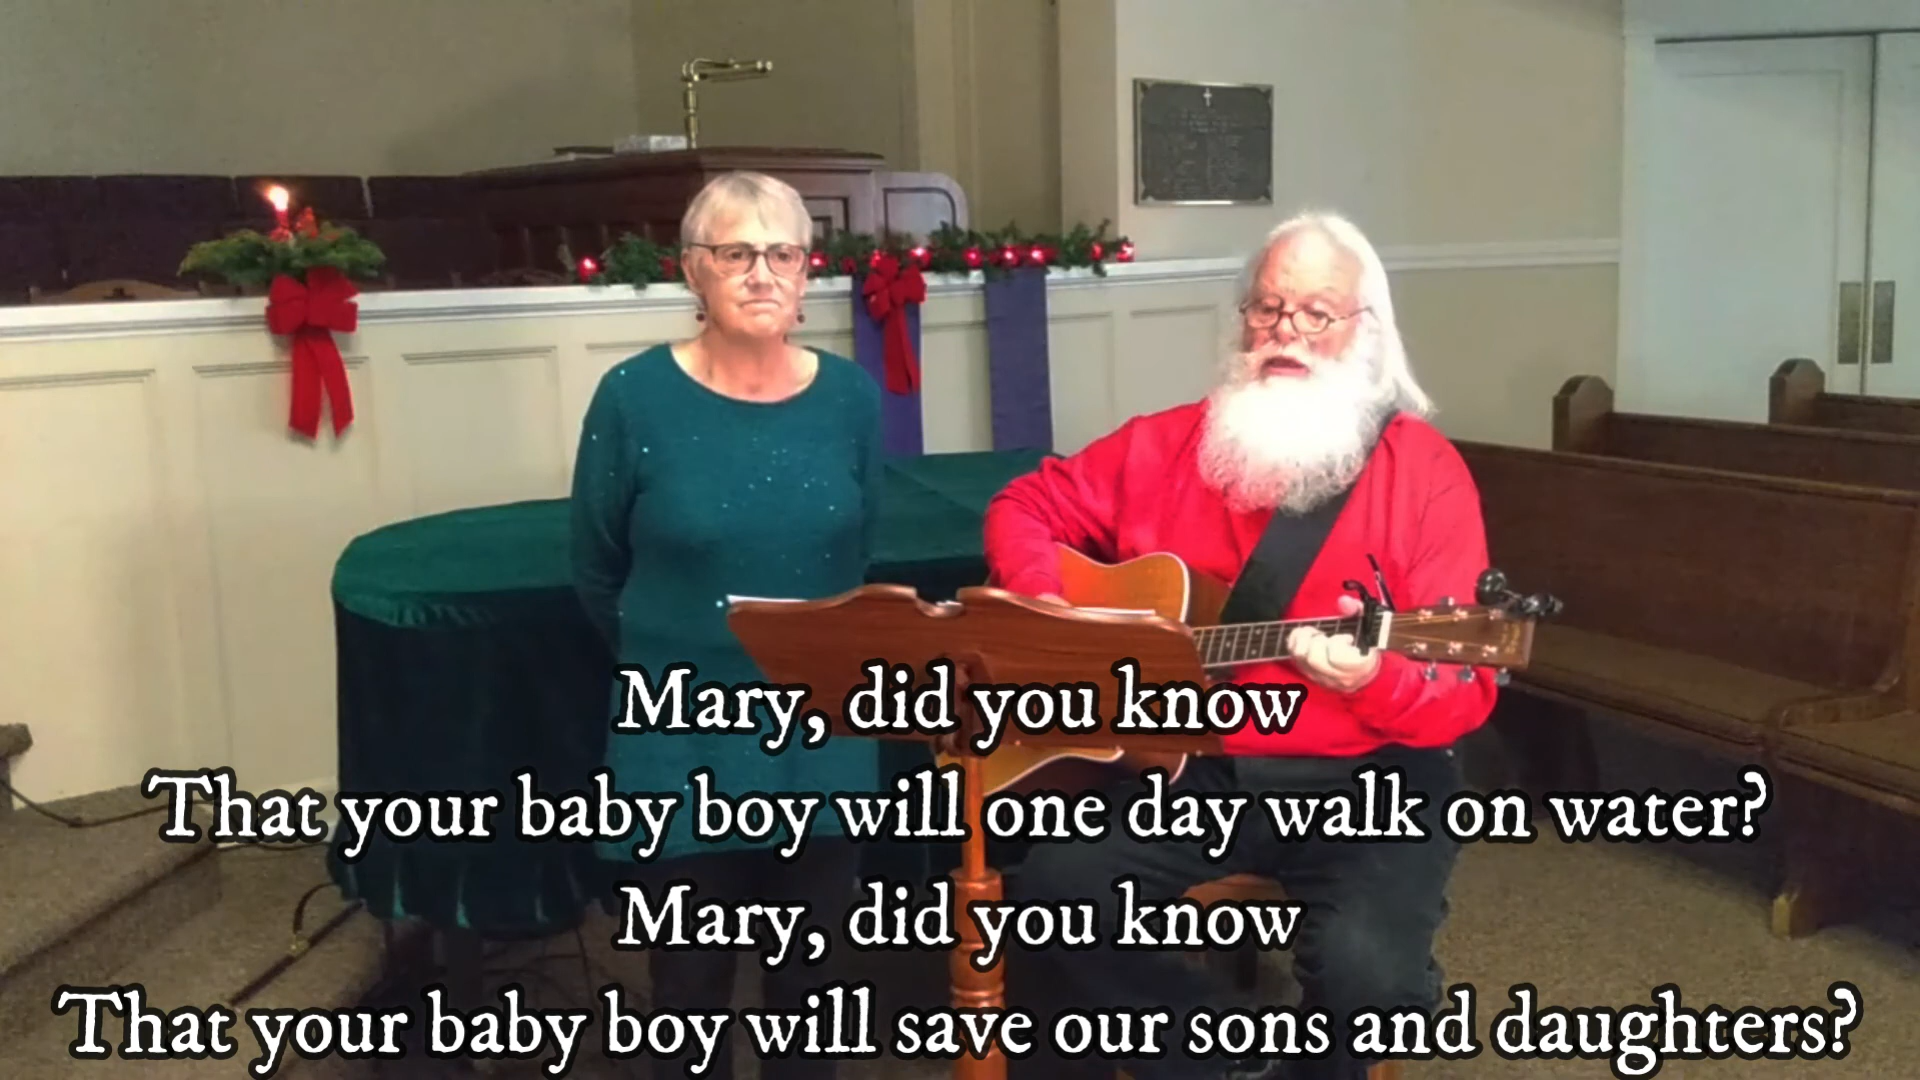 Mary, did you know
That your baby boy will one day walk on water?
Mary, did you know
That your baby boy will save our sons and daughters?